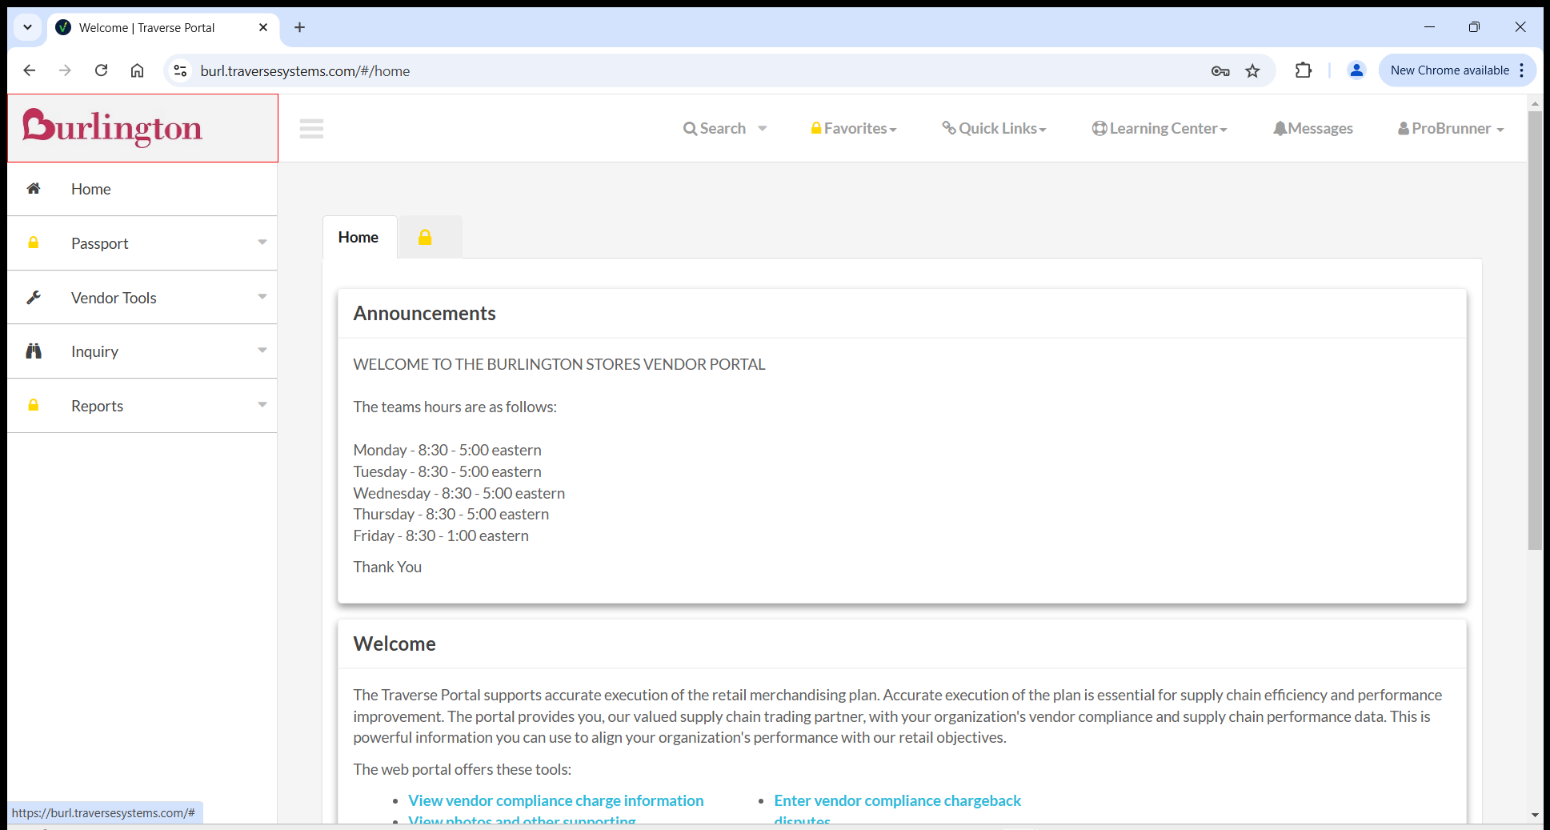 Welcome | Traverse Portal
burl.traversesystems.com/#/home
New Chrome available
Burlington
Search
Favorites
Quick Links
Learning Center
Messages
ProBrunner
Home
Passport
Vendor Tools
Inquiry
Reports
Home
Announcements
WELCOME TO THE BURLINGTON STORES VENDOR PORTAL
The teams hours are as follows:
Monday - 8:30 - 5:00 eastern
Tuesday - 8:30 - 5:00 eastern
Wednesday - 8:30 - 5:00 eastern
Thursday - 8:30 - 5:00 eastern
Friday - 8:30 - 1:00 eastern
Thank You
Welcome
The Traverse Portal supports accurate execution of the retail merchandising plan. Accurate execution of the plan is essential for supply chain efficiency and performance
improvement. The portal provides you, our valued supply chain trading partner, with your organization's vendor compliance and supply chain performance data. This is
powerful information you can use to align your organization's performance with our retail objectives.
The web portal offers these tools:
• View vendor compliance charge information
• View photos and other supporting
• Enter vendor compliance chargeback
disputes
https://burl.traversesystems.com/#